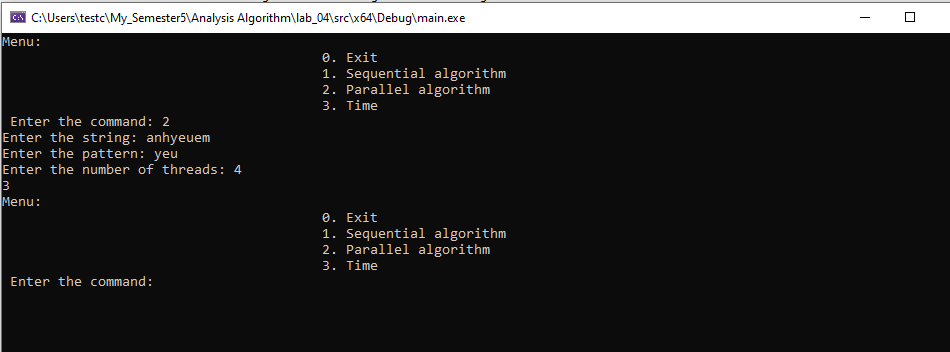 C:\Users\testc\My_Semester5\Analysis Algorithm\lab_04\src\x64\Debug\main.exe
Menu:
0. Exit
1. Sequential algorithm
2. Parallel algorithm
3. Time
Enter the command: 2
Enter the string: anhyeuem
Enter the pattern: yeu
Enter the number of threads: 4
3
Menu:
0. Exit
1. Sequential algorithm
2. Parallel algorithm
3. Time
Enter the command: